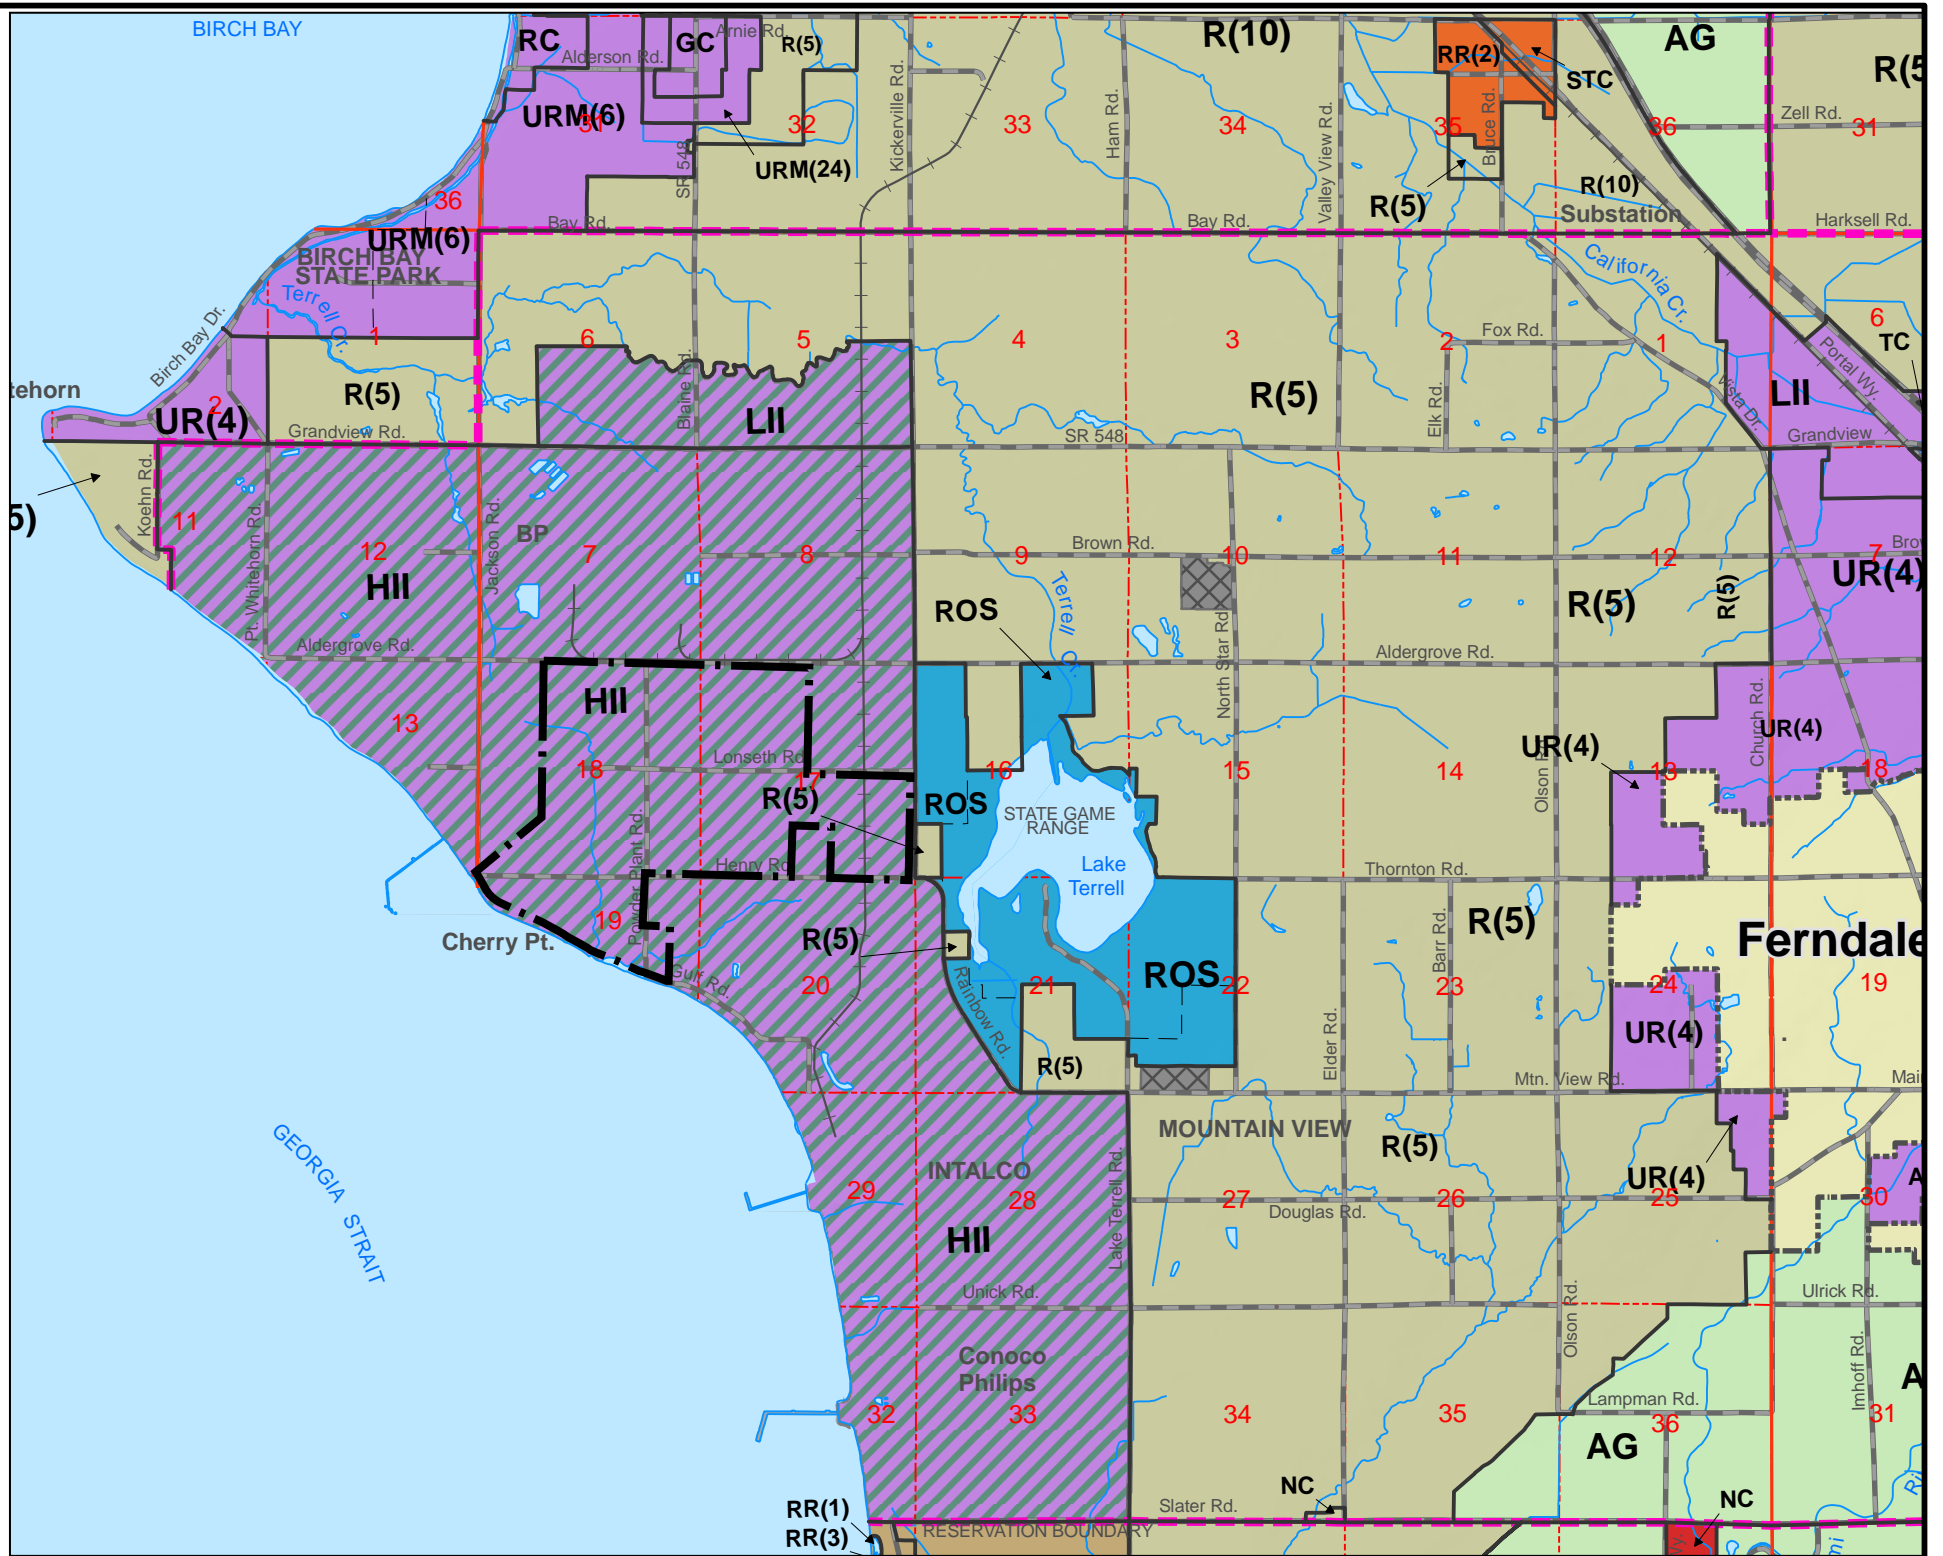 BIRCH BAY
RC
GC
Arnie Rd.
R(5)
R(10)
RR(2)
STC
AG
R(5
Alderson Rd.
URM(6)
31
32
33
34
35
36
31
Zell Rd.
Kickerville Rd.
Ham Rd.
Valley View Rd.
Bruce Rd.
SR 548
URM(24)
R(5)
R(10)
Substation
Harksell Rd.
36
Bay Rd.
Bay Rd.
URM(6)
BIRCH BAY
STATE PARK
Terrell Cr.
California Cr.
Birch Bay Dr.
1
6
5
4
3
2
Fox Rd.
1
6
TC
Portal Wy.
tehorn
R(5)
Blaine Rd.
LII
R(5)
Elk Rd.
Vista Dr.
LII
2
UR(4)
Grandview Rd.
SR 548
Grandview
5)
Koehn Rd.
11
Pt. Whitehorn Rd.
12
HII
Jackson Rd.
BP
7
8
9
Brown Rd.
10
11
12
7
Bro
UR(4)
ROS
Terrell Cr.
R(5)
R(5)
North Star Rd.
Aldergrove Rd.
Aldergrove Rd.
13
HII
18
Lonseth Rd.
17
R(5)
16
ROS
STATE GAME
RANGE
15
14
UR(4)
Olson Rd.
Church Rd.
UR(4)
13
18
Powder Plant Rd.
Henry Rd.
Lake
Terrell
Thornton Rd.
19
Cherry Pt.
R(5)
Gulf Rd.
20
Rainbow Rd.
21
ROS
22
R(5)
Barr Rd.
23
24
Ferndale
19
UR(4)
R(5)
Elder Rd.
Mtn. View Rd.
Mai
GEORGIA STRAIT
MOUNTAIN VIEW
R(5)
INTALCO
29
28
Lake Terrell Rd.
27
26
UR(4)
25
30
A
Douglas Rd.
HII
Unick Rd.
Olson Rd.
Ulrick Rd.
Conoco
Philips
32
33
34
35
Lampman Rd.
36
Imhoff Rd.
31
A
AG
RR(1)
RR(3)
Slater Rd.
NC
NC
RESERVATION BOUNDARY
Ri
mi